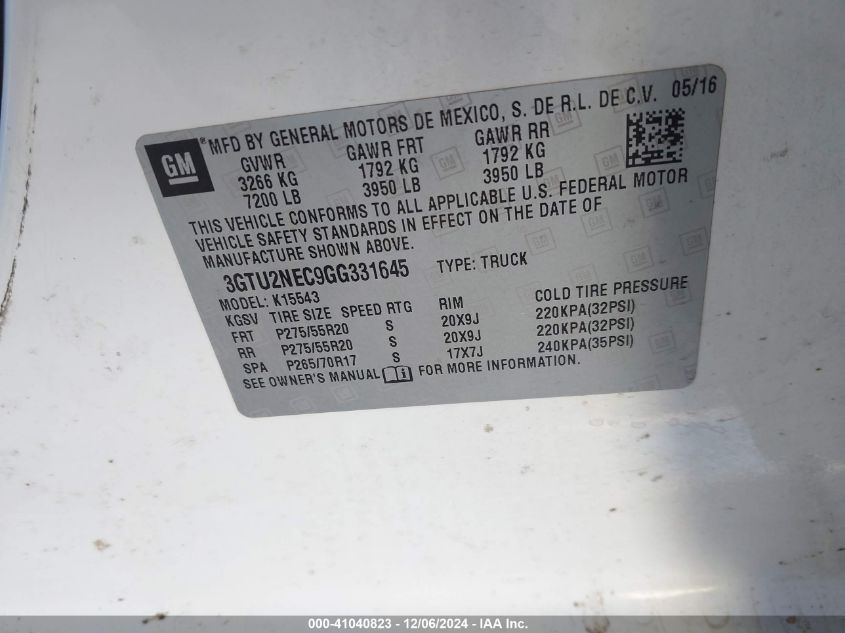 GM
®MFD BY GENERAL MOTORS DE MEXICO, S. DE R.L. DE C.V. 05/16
GVWR GAWR FRT GAWR RR
3266 KG 1792 KG 1792 KG
7200 LB 3950 LB 3950 LB
THIS VEHICLE CONFORMS TO ALL APPLICABLE U.S. FEDERAL MOTOR
VEHICLE SAFETY STANDARDS IN EFFECT ON THE DATE OF
MANUFACTURE SHOWN ABOVE.
3GTU2NEC9GG331645 TYPE: TRUCK
MODEL: K15543
KGSV TIRE SIZE SPEED RTG RIM COLD TIRE PRESSURE
FRT P275/55R20 S 20X9J 220KPA(32PSI)
RR P275/55R20 S 20X9J 220KPA(32PSI)
SPA P265/70R17 S 17X7J 240KPA(35PSI)
SEE OWNER'S MANUAL FOR MORE INFORMATION.
000-41040823 - 12/06/2024 - IAA Inc.